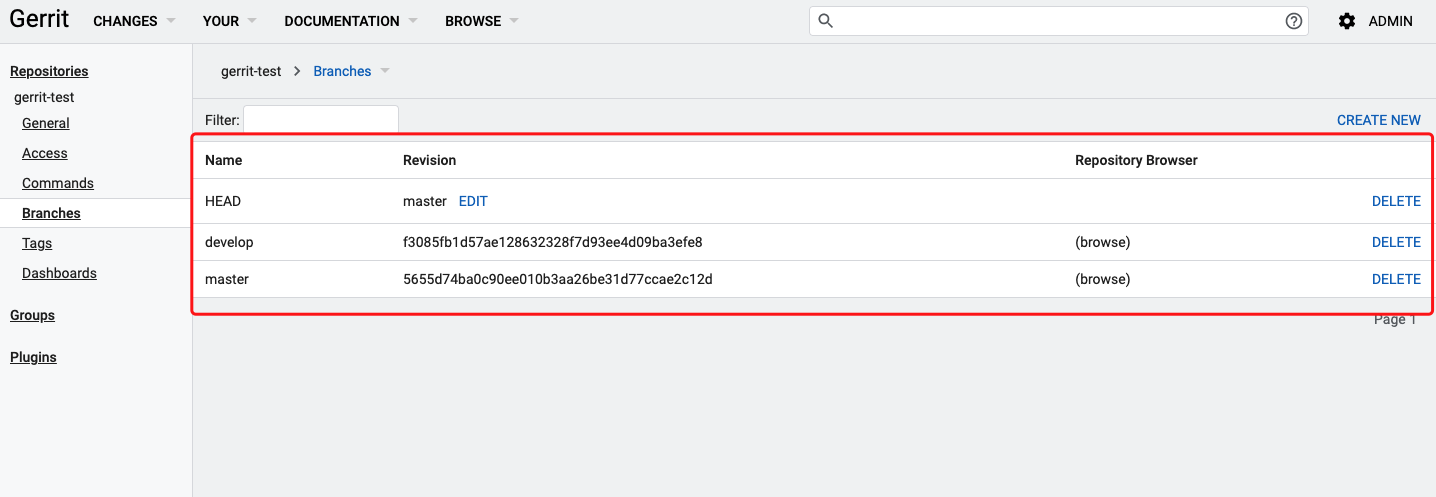 Gerrit CHANGES YOUR DOCUMENTATION BROWSE ADMIN
Repositories
gerrit-test
General
Access
Commands
Branches
Tags
Dashboards
Groups
Plugins
gerrit-test > Branches
Filter: CREATE NEW
Name Revision Repository Browser
HEAD master EDIT DELETE
develop f3085fb1d57ae128632328f7d93ee4d09ba3efe8 (browse) DELETE
master 5655d74ba0c90ee010b3aa26be31d77ccae2c12d (browse) DELETE
Page 1